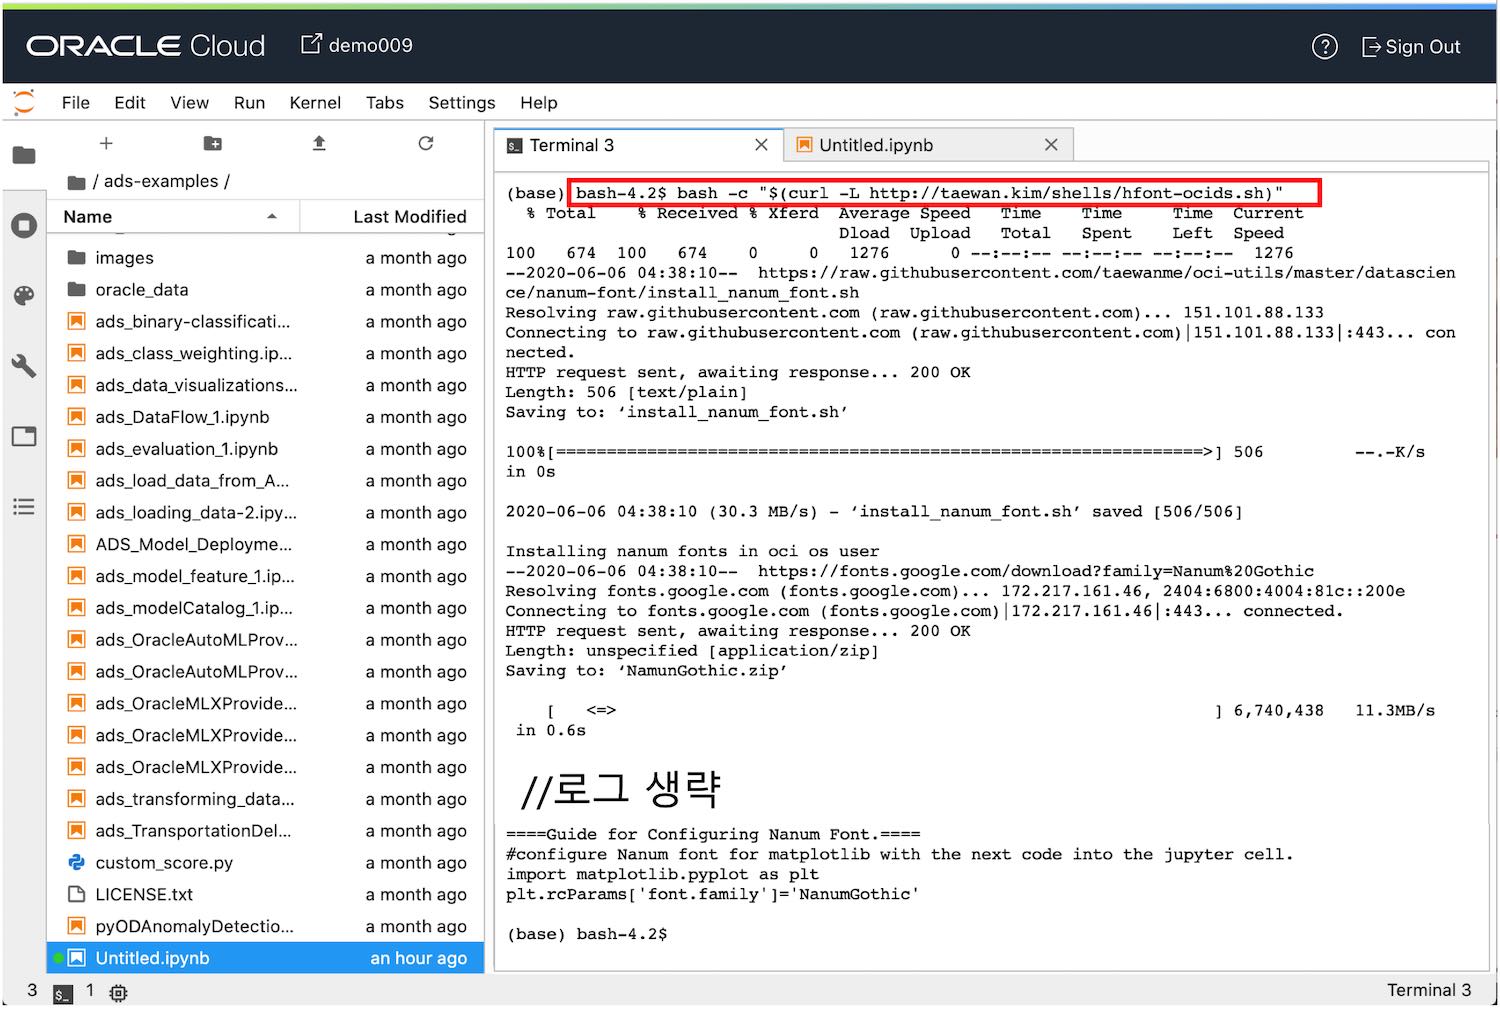 ORACLE Cloud demo009 Sign Out
File Edit View Run Kernel Tabs Settings Help
/ ads-examples /
Name Last Modified
images a month ago
oracle_data a month ago
ads_binary-classificati... a month ago
ads_class_weighting.ip... a month ago
ads_data_visualizations... a month ago
ads_DataFlow_1.ipynb a month ago
ads_evaluation_1.ipynb a month ago
ads_load_data_from_A... a month ago
ads_loading_data-2.ipy... a month ago
ADS_Model_Deployme... a month ago
ads_model_feature_1.ip... a month ago
ads_modelCatalog_1.ip... a month ago
ads_OracleAutoMLProv... a month ago
ads_OracleAutoMLProv... a month ago
ads_OracleMLXProvide... a month ago
ads_OracleMLXProvide... a month ago
ads_OracleMLXProvide... a month ago
ads_transforming_data... a month ago
ads_TransportationDel... a month ago
custom_score.py a month ago
LICENSE.txt a month ago
pyODAnomalyDetectio... a month ago
Untitled.ipynb an hour ago
Terminal 3 Untitled.ipynb
(base) bash-4.2$ bash -c "$(curl -L http://taewan.kim/shells/hfont-ocids.sh)"
% Total % Received % Xferd Average Speed Time Time Time Current
Dload Upload Total Spent Left Speed
100 674 100 674 0 0 1276 0 --:--:-- --:--:-- --:--:-- 1276
--2020-06-06 04:38:10-- https://raw.githubusercontent.com/taewanme/oci-utils/master/datascien
ce/nanum-font/install_nanum_font.sh
Resolving raw.githubusercontent.com (raw.githubusercontent.com)... 151.101.88.133
Connecting to raw.githubusercontent.com (raw.githubusercontent.com)|151.101.88.133|:443... con
nected.
HTTP request sent, awaiting response... 200 OK
Length: 506 [text/plain]
Saving to: ‘install_nanum_font.sh’
100%[================================================================>] 506 --.-K/s
in 0s
2020-06-06 04:38:10 (30.3 MB/s) - ‘install_nanum_font.sh’ saved [506/506]
Installing nanum fonts in oci os user
--2020-06-06 04:38:10-- https://fonts.google.com/download?family=Nanum%20Gothic
Resolving fonts.google.com (fonts.google.com)... 172.217.161.46, 2404:6800:4004:81c::200e
Connecting to fonts.google.com (fonts.google.com)|172.217.161.46|:443... connected.
HTTP request sent, awaiting response... 200 OK
Length: unspecified [application/zip]
Saving to: ‘NamunGothic.zip’
[ <=> ] 6,740,438 11.3MB/s
in 0.6s
//로그 생략
====Guide for Configuring Nanum Font.====
#configure Nanum font for matplotlib with the next code into the jupyter cell.
import matplotlib.pyplot as plt
plt.rcParams['font.family']='NanumGothic'
(base) bash-4.2$
3 $_ 1 Terminal 3